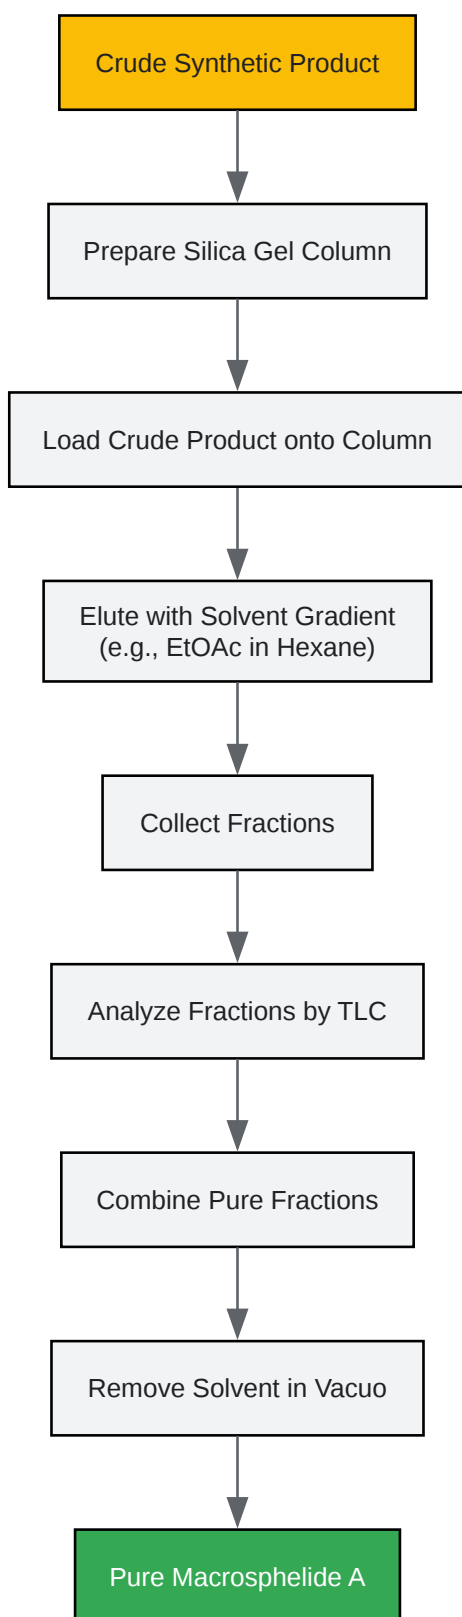 Crude Synthetic Product
Prepare Silica Gel Column
Load Crude Product onto Column
Elute with Solvent Gradient
(e.g., EtOAc in Hexane)
Collect Fractions
Analyze Fractions by TLC
Combine Pure Fractions
Remove Solvent in Vacuo
Pure Macrosphelide A